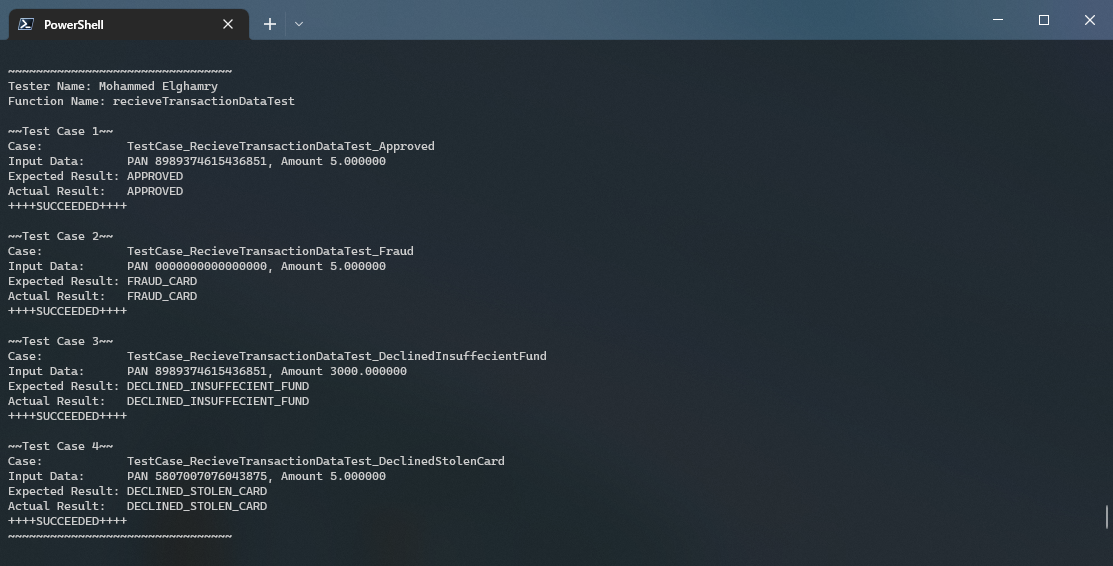 PowerShell
~~~~~~~~~~~~~~~~~~~~~~~~~~~~~~~~
Tester Name: Mohammed Elghamry
Function Name: recieveTransactionDataTest
~~Test Case 1~~
Case:            TestCase_RecieveTransactionDataTest_Approved
Input Data:      PAN 8989374615436851, Amount 5.000000
Expected Result: APPROVED
Actual Result:   APPROVED
++++SUCCEEDED++++
~~Test Case 2~~
Case:            TestCase_RecieveTransactionDataTest_Fraud
Input Data:      PAN 0000000000000000, Amount 5.000000
Expected Result: FRAUD_CARD
Actual Result:   FRAUD_CARD
++++SUCCEEDED++++
~~Test Case 3~~
Case:            TestCase_RecieveTransactionDataTest_DeclinedInsuffecientFund
Input Data:      PAN 8989374615436851, Amount 3000.000000
Expected Result: DECLINED_INSUFFECIENT_FUND
Actual Result:   DECLINED_INSUFFECIENT_FUND
++++SUCCEEDED++++
~~Test Case 4~~
Case:            TestCase_RecieveTransactionDataTest_DeclinedStolenCard
Input Data:      PAN 5807007076043875, Amount 5.000000
Expected Result: DECLINED_STOLEN_CARD
Actual Result:   DECLINED_STOLEN_CARD
++++SUCCEEDED++++
~~~~~~~~~~~~~~~~~~~~~~~~~~~~~~~~